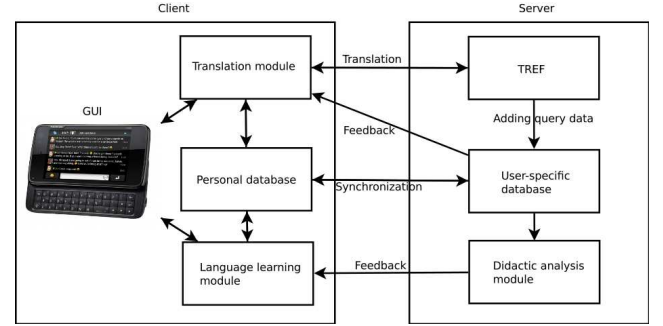 Client
Server
Translation module
Translation
TREF
GUI
Feedback
Adding query data
Personal database
Synchronization
User-specific
database
Language learning
module
Feedback
Didactic analysis
module